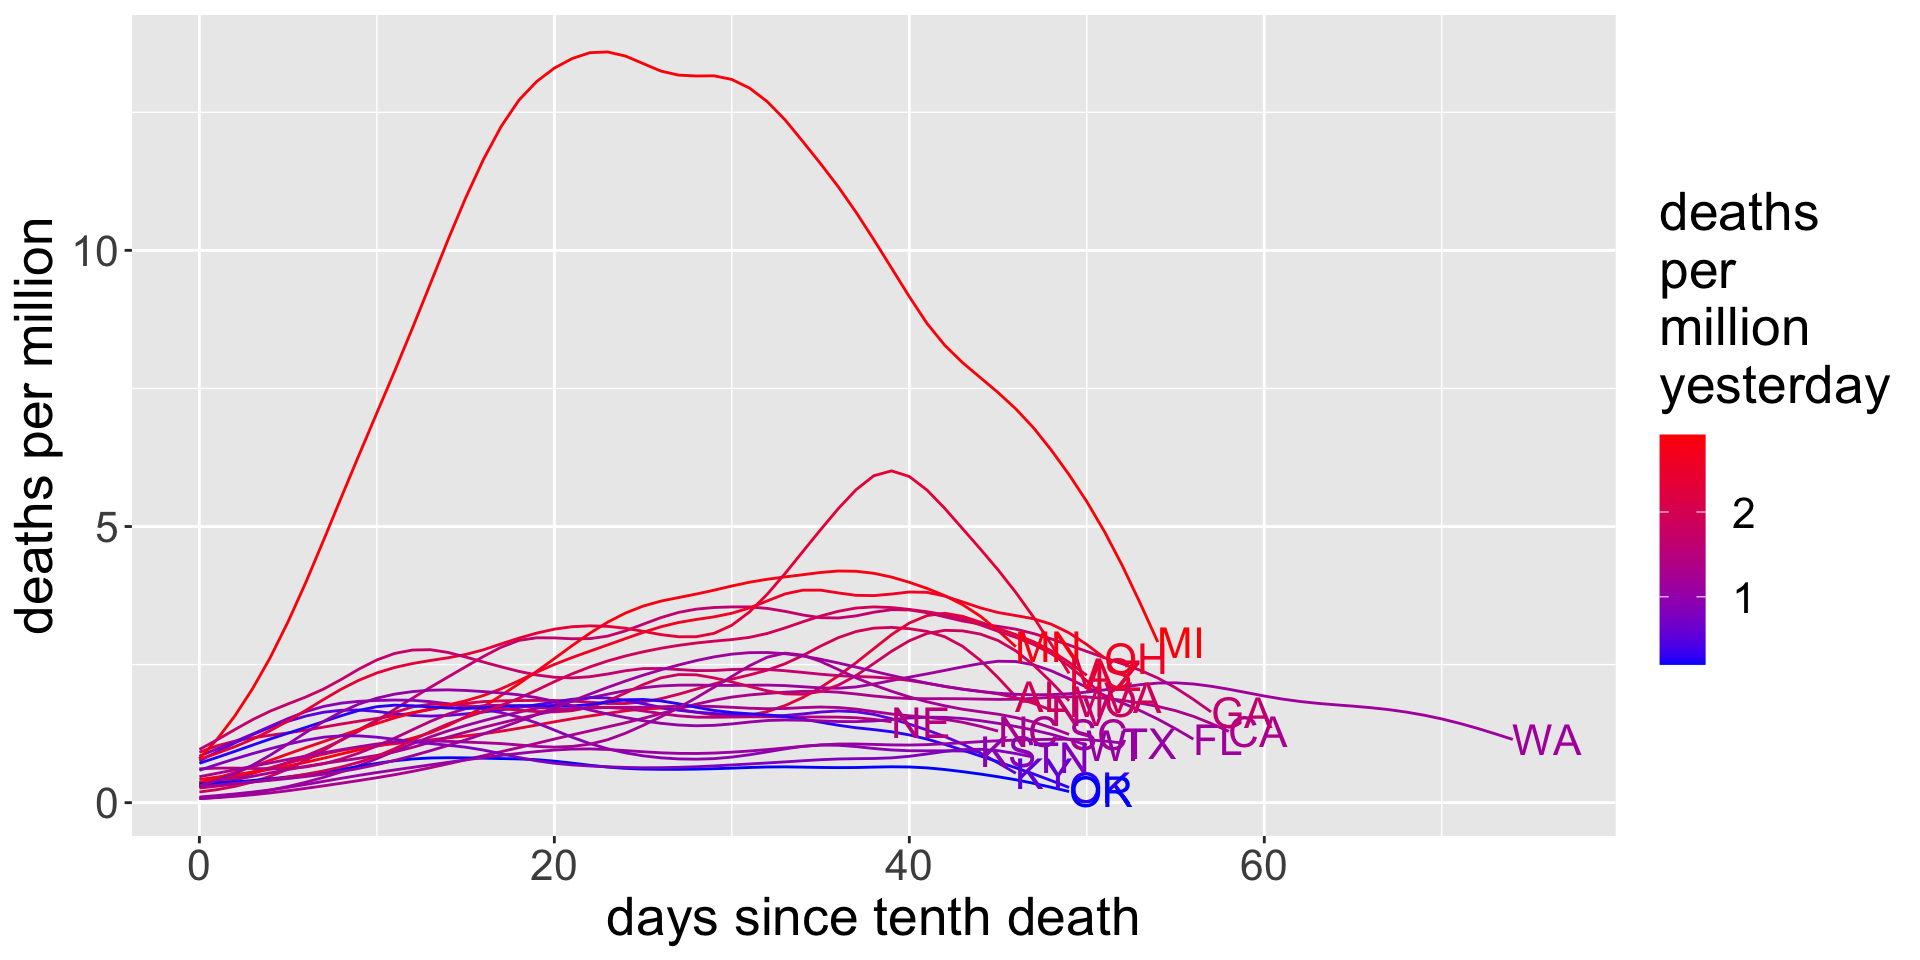 deaths per million
10
5
0
0
20
40
60
days since tenth death
MI
MN
OH
GA
CA
WA
NE
NC
SC
KS
TN
WI
TX
FL
KY
OK
OR
deaths
per
million
yesterday
2
1